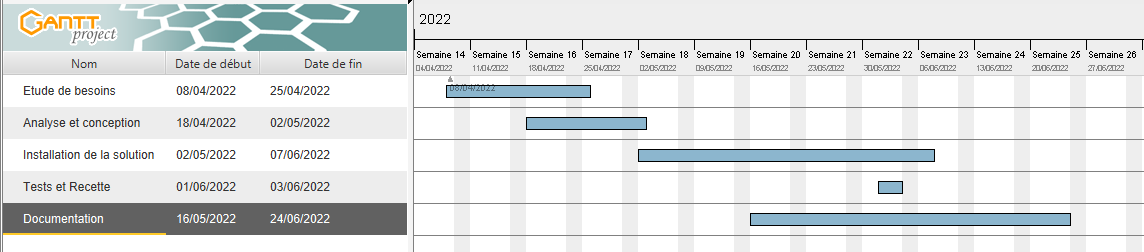 GANTT
project
2022
Semaine 14 Semaine 15 Semaine 16 Semaine 17 Semaine 18 Semaine 19 Semaine 20 Semaine 21 Semaine 22 Semaine 23 Semaine 24 Semaine 25 Semaine 26
Nom Date de début Date de fin 04/04/2022 11/04/2022 18/04/2022 25/04/2022 02/05/2022 09/05/2022 16/05/2022 23/05/2022 30/05/2022 06/06/2022 13/06/2022 20/06/2022 27/06/2022
Etude de besoins 08/04/2022 25/04/2022 08/04/2022
Analyse et conception 18/04/2022 02/05/2022
Installation de la solution 02/05/2022 07/06/2022
Tests et Recette 01/06/2022 03/06/2022
Documentation 16/05/2022 24/06/2022